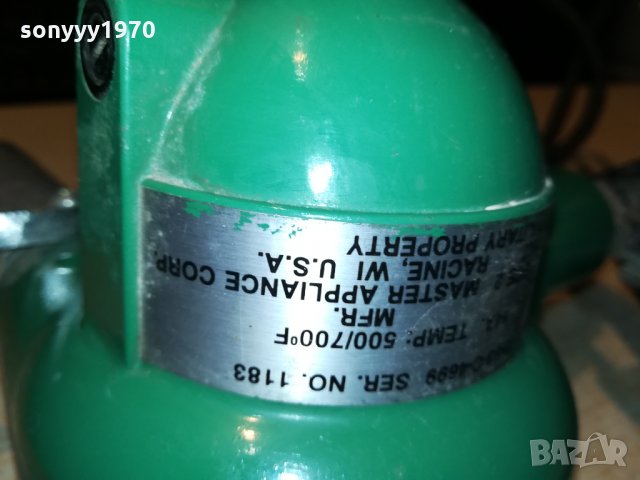 sonyyy1970
SER. NO. 1183
TEMP: 500/700°F
MFR.
MASTER APPLIANCE CORP.
RACINE, WI U.S.A.
PROPERTY
BAZAR